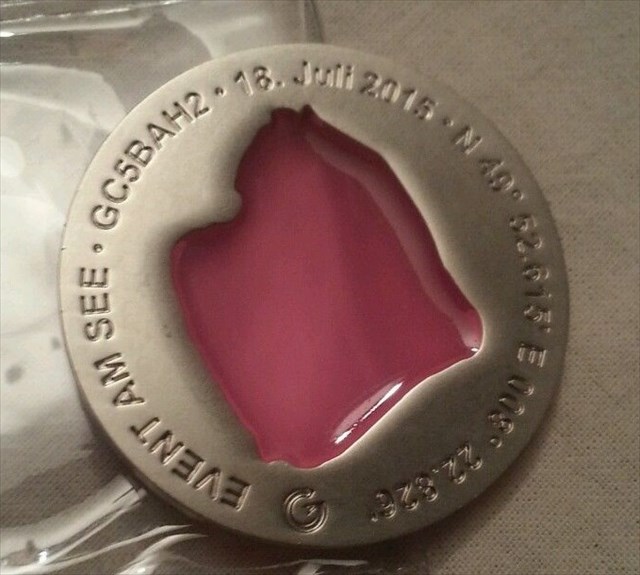 EVENT AM SEE • GC5BAH2 • 18. Juli 2015 • N 49° 52.615' E 008° 22.826'